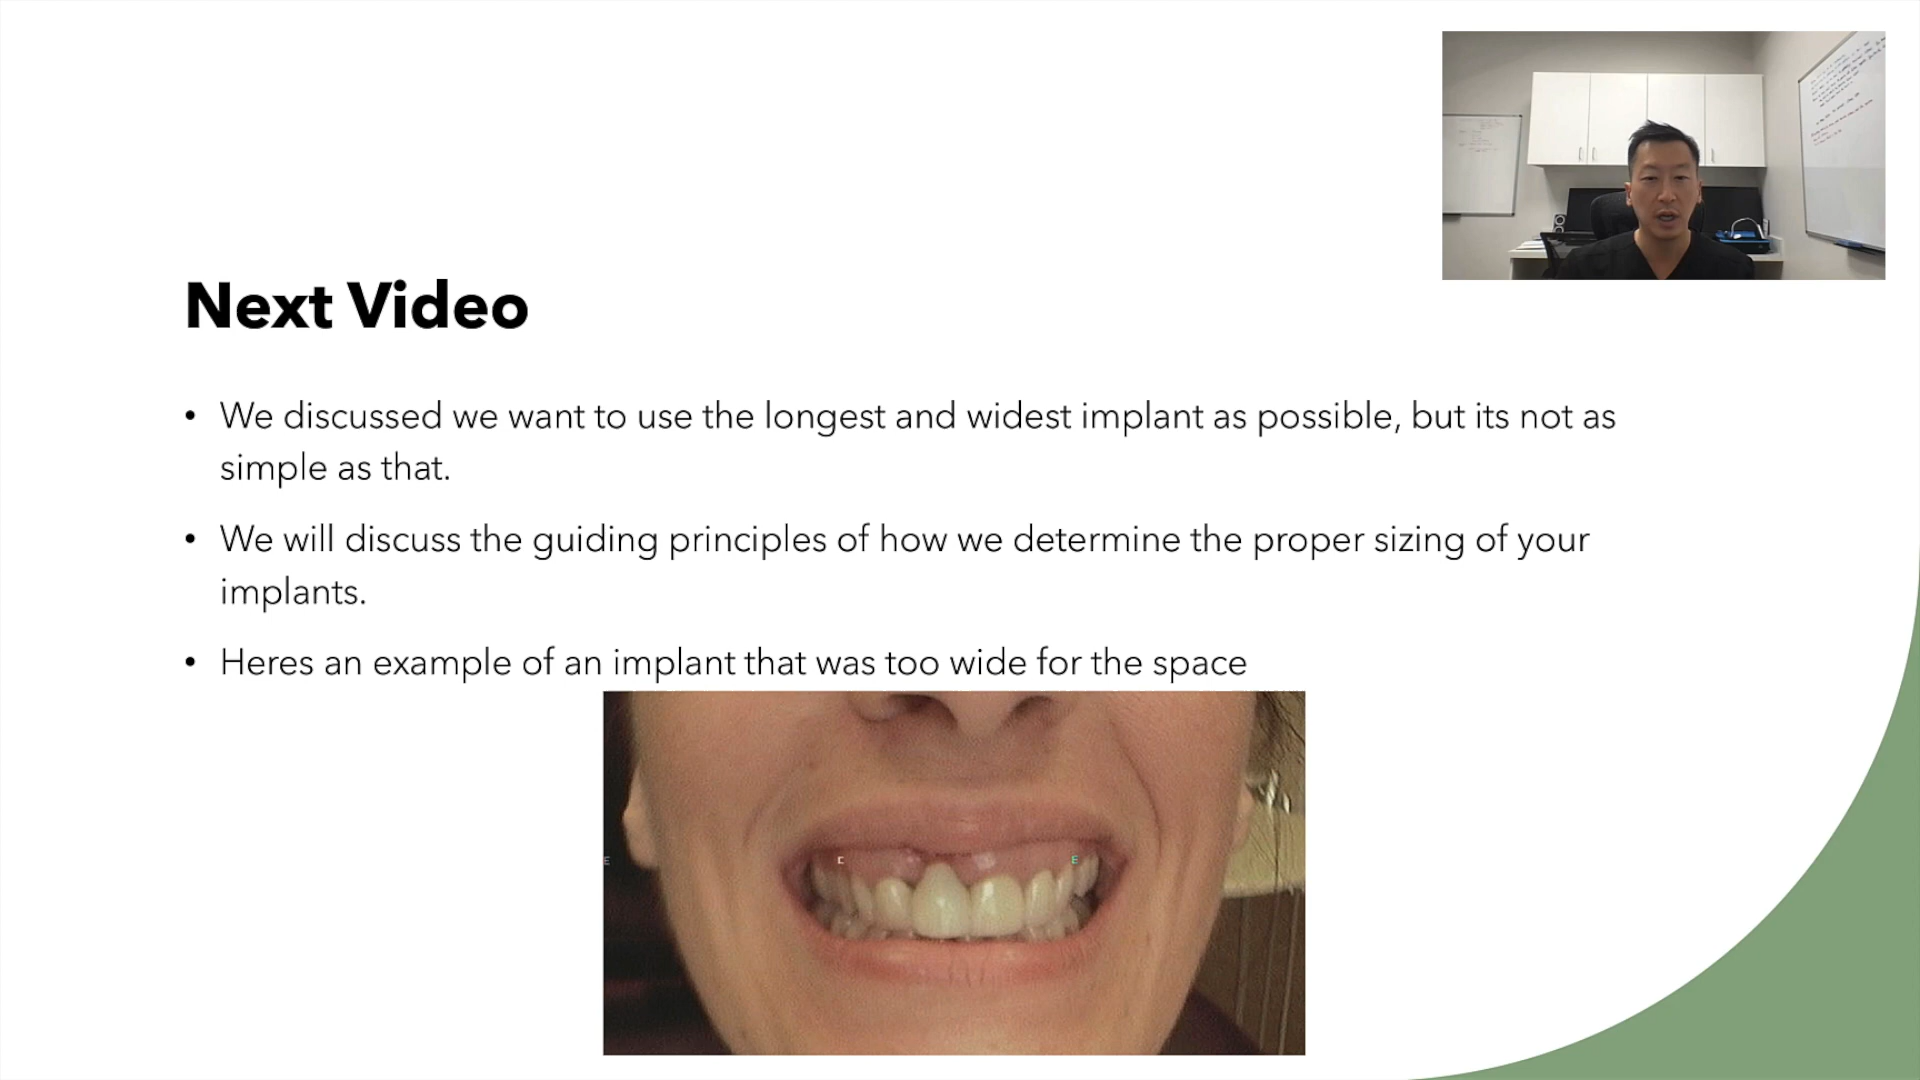 Next Video
• We discussed we want to use the longest and widest implant as possible, but its not as
simple as that.
• We will discuss the guiding principles of how we determine the proper sizing of your
implants.
• Heres an example of an implant that was too wide for the space
E
E